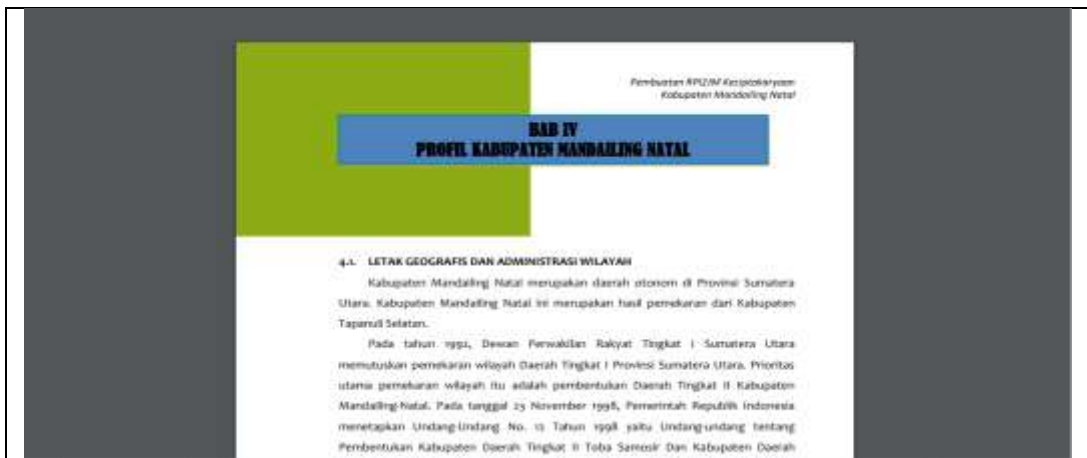 Pembuatan RPI2JM Keciptakaryaan
Kabupaten Mandailing Natal
BAB IV
PROFIL KABUPATEN MANDAILING NATAL
4.1. LETAK GEOGRAFIS DAN ADMINISTRASI WILAYAH
Kabupaten Mandailing Natal merupakan daerah otonom di Provinsi Sumatera
Utara. Kabupaten Mandailing Natal ini merupakan hasil pemekaran dari Kabupaten
Tapanuli Selatan.
Pada tahun 1992, Dewan Perwakilan Rakyat Tingkat I Sumatera Utara
memutuskan pemekaran wilayah Daerah Tingkat I Provinsi Sumatera Utara. Prioritas
utama pemekaran wilayah itu adalah pembentukan Daerah Tingkat II Kabupaten
Mandailing-Natal. Pada tanggal 23 November 1998, Pemerintah Republik Indonesia
menetapkan Undang-Undang No. 12 Tahun 1998 yaitu Undang-undang tentang
Pembentukan Kabupaten Daerah Tingkat II Toba Samosir Dan Kabupaten Daerah